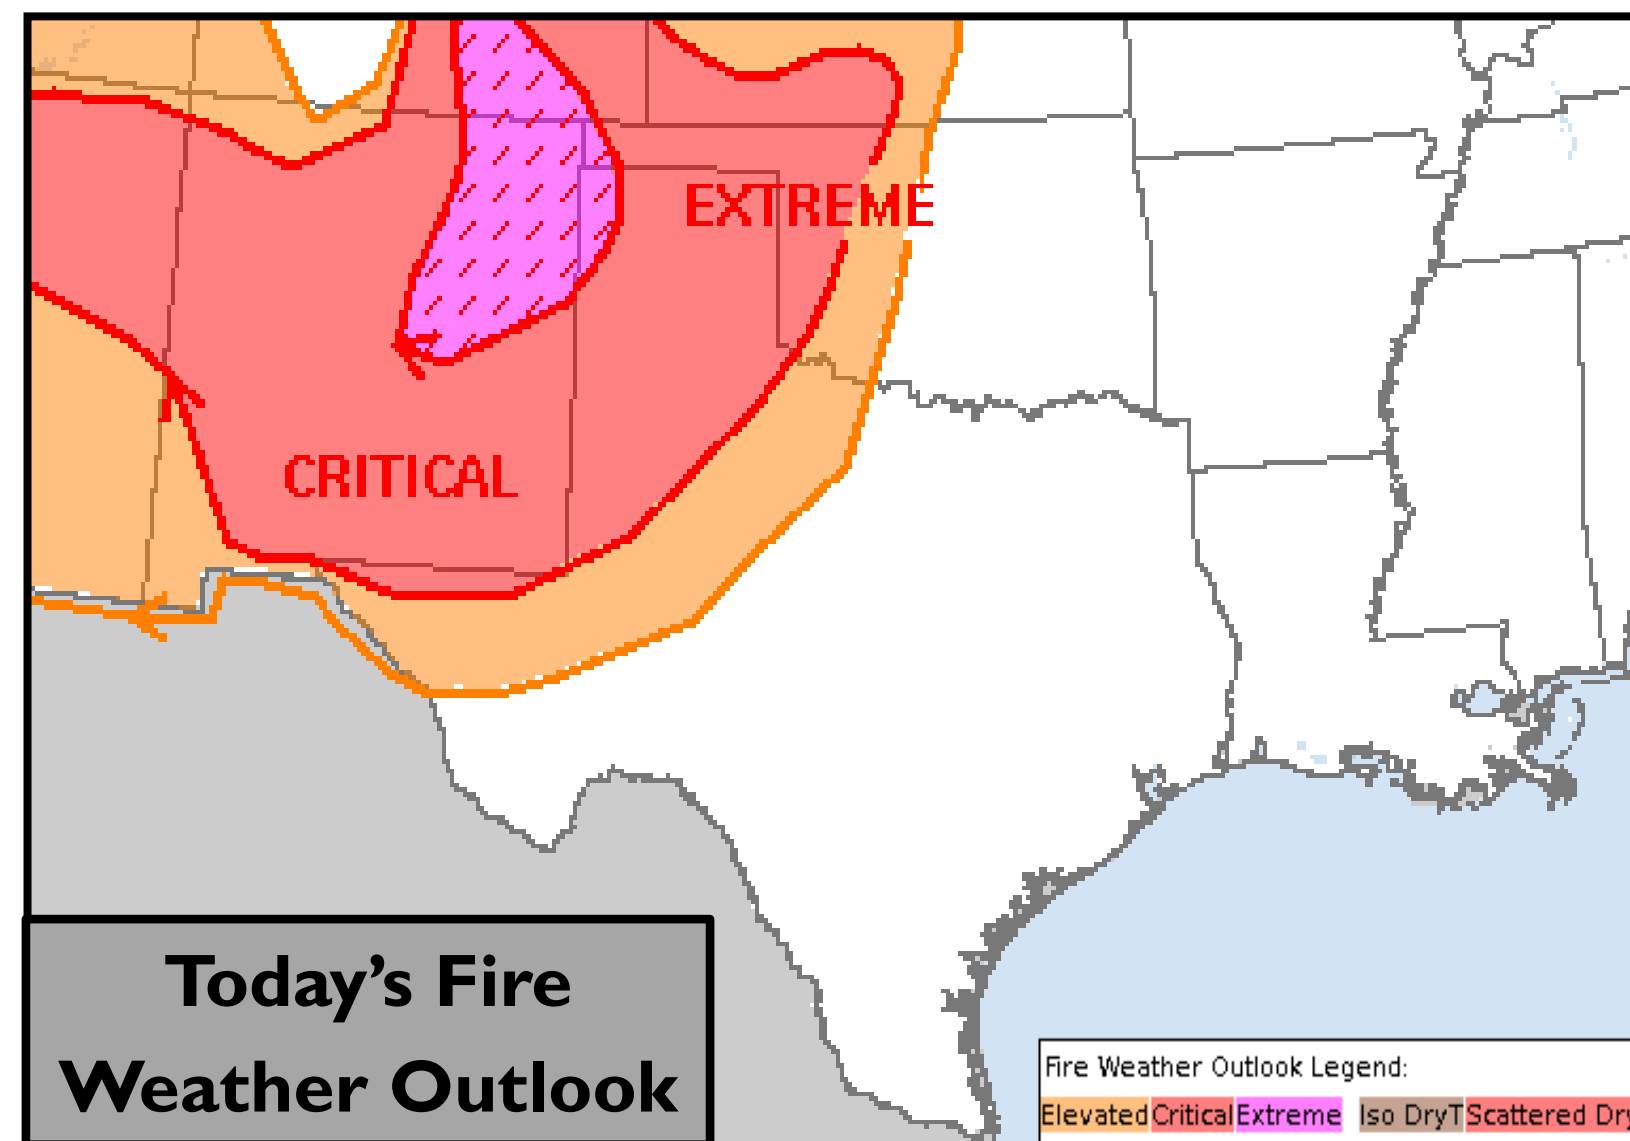 EXTREME
CRITICAL
Today’s Fire
Weather Outlook
Fire Weather Outlook Legend:
Elevated Critical Extreme Iso DryT Scattered Dry